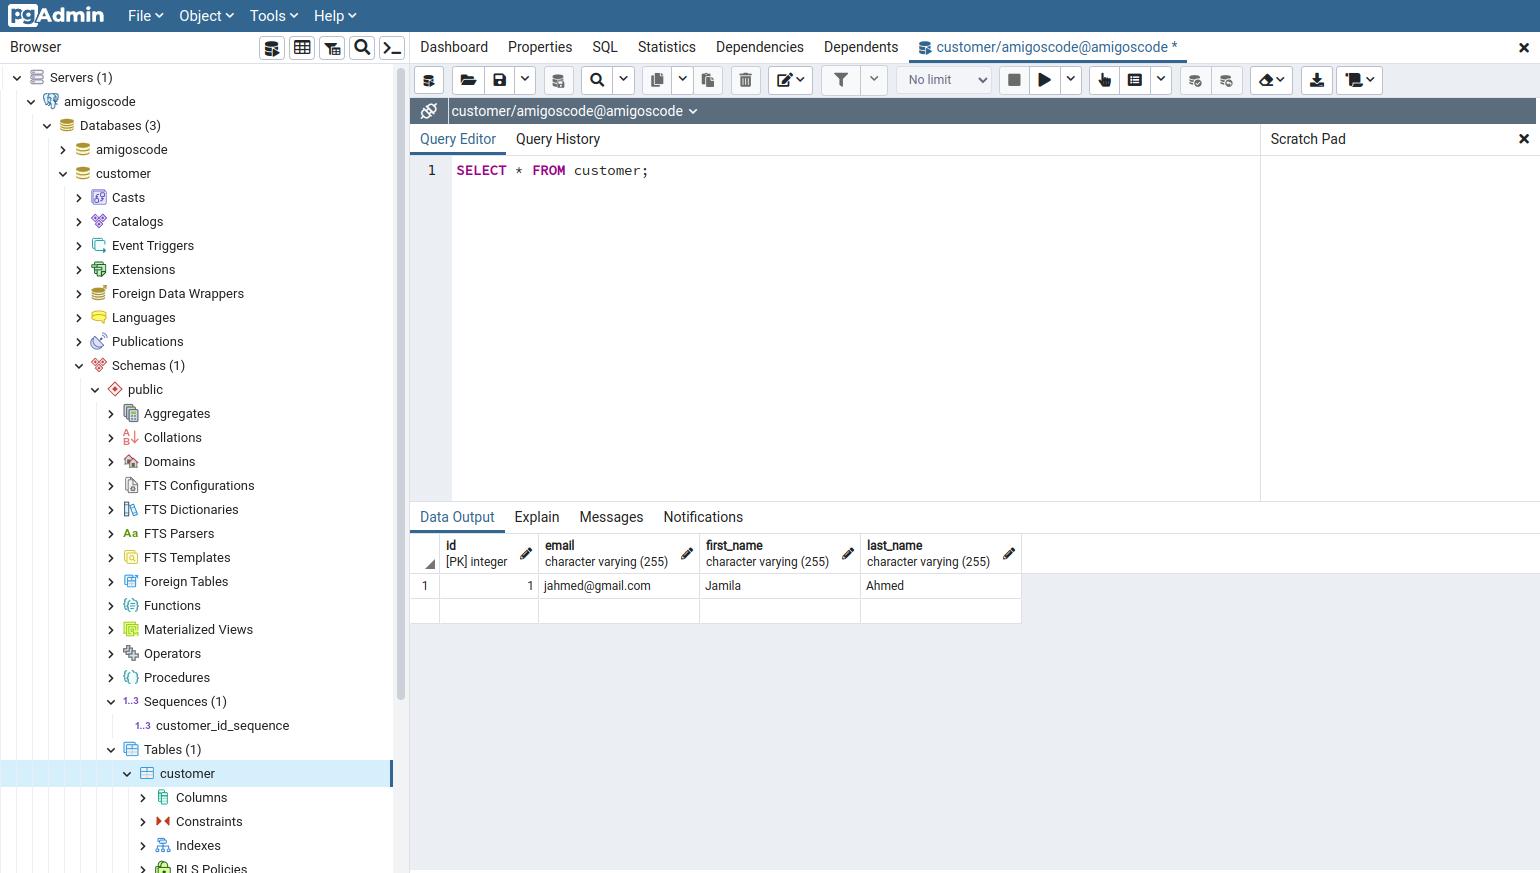 pgAdmin File Object Tools Help
Browser
Dashboard Properties SQL Statistics Dependencies Dependents customer/amigoscode@amigoscode *
No limit
customer/amigoscode@amigoscode
Query Editor Query History
Scratch Pad
1 SELECT * FROM customer;
Servers (1)
amigoscode
Databases (3)
amigoscode
customer
Casts
Catalogs
Event Triggers
Extensions
Foreign Data Wrappers
Languages
Publications
Schemas (1)
public
Aggregates
Collations
Domains
FTS Configurations
FTS Dictionaries
Aa FTS Parsers
FTS Templates
Foreign Tables
Functions
Materialized Views
Operators
Procedures
1..3 Sequences (1)
1..3 customer_id_sequence
Tables (1)
customer
Columns
Constraints
Indexes
RLS Policies
Data Output Explain Messages Notifications
id email first_name last_name
[PK] integer character varying (255) character varying (255) character varying (255)
1 1 jahmed@gmail.com Jamila Ahmed